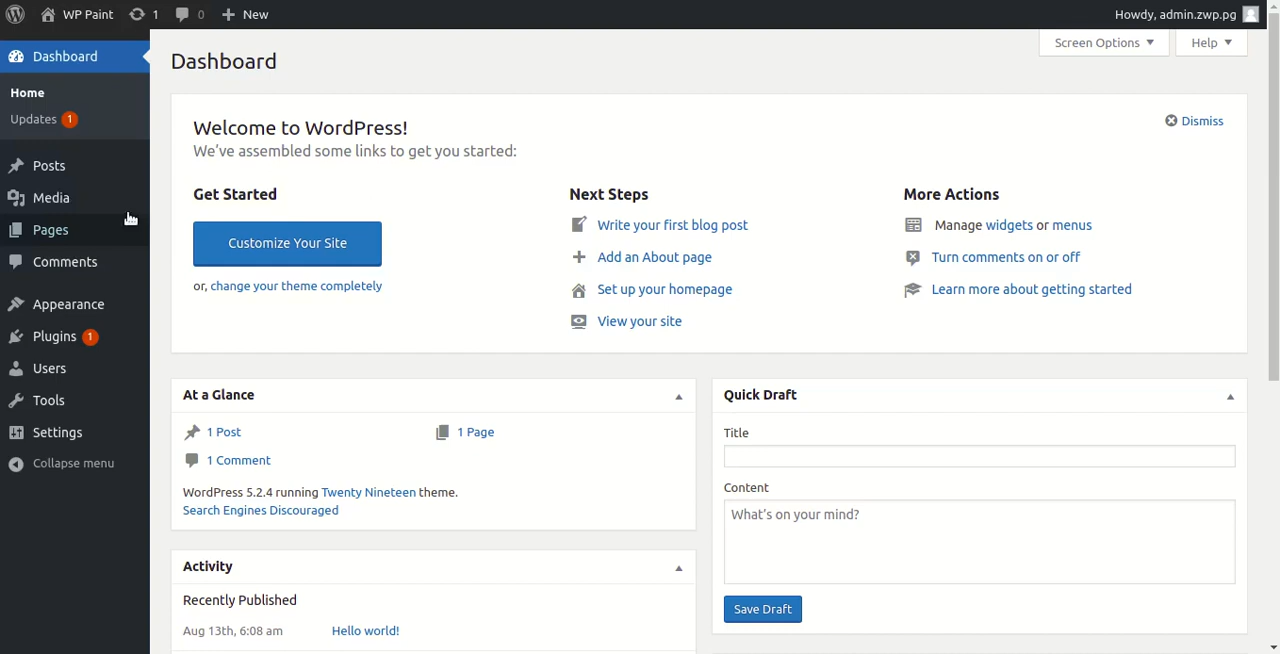 WP Paint 1 0 New Howdy, admin.zwp.pg
Screen Options Help
Dashboard
Home
Updates 1
Posts
Media
Pages
Comments
Appearance
Plugins 1
Users
Tools
Settings
Collapse menu
Dashboard
Welcome to WordPress!
Dismiss
We've assembled some links to get you started:
Get Started
Customize Your Site
or, change your theme completely
Next Steps
Write your first blog post
Add an About page
Set up your homepage
View your site
More Actions
Manage widgets or menus
Turn comments on or off
Learn more about getting started
At a Glance
1 Post 1 Page
1 Comment
WordPress 5.2.4 running Twenty Nineteen theme.
Search Engines Discouraged
Activity
Recently Published
Aug 13th, 6:08 am Hello world!
Quick Draft
Title
Content
What's on your mind?
Save Draft